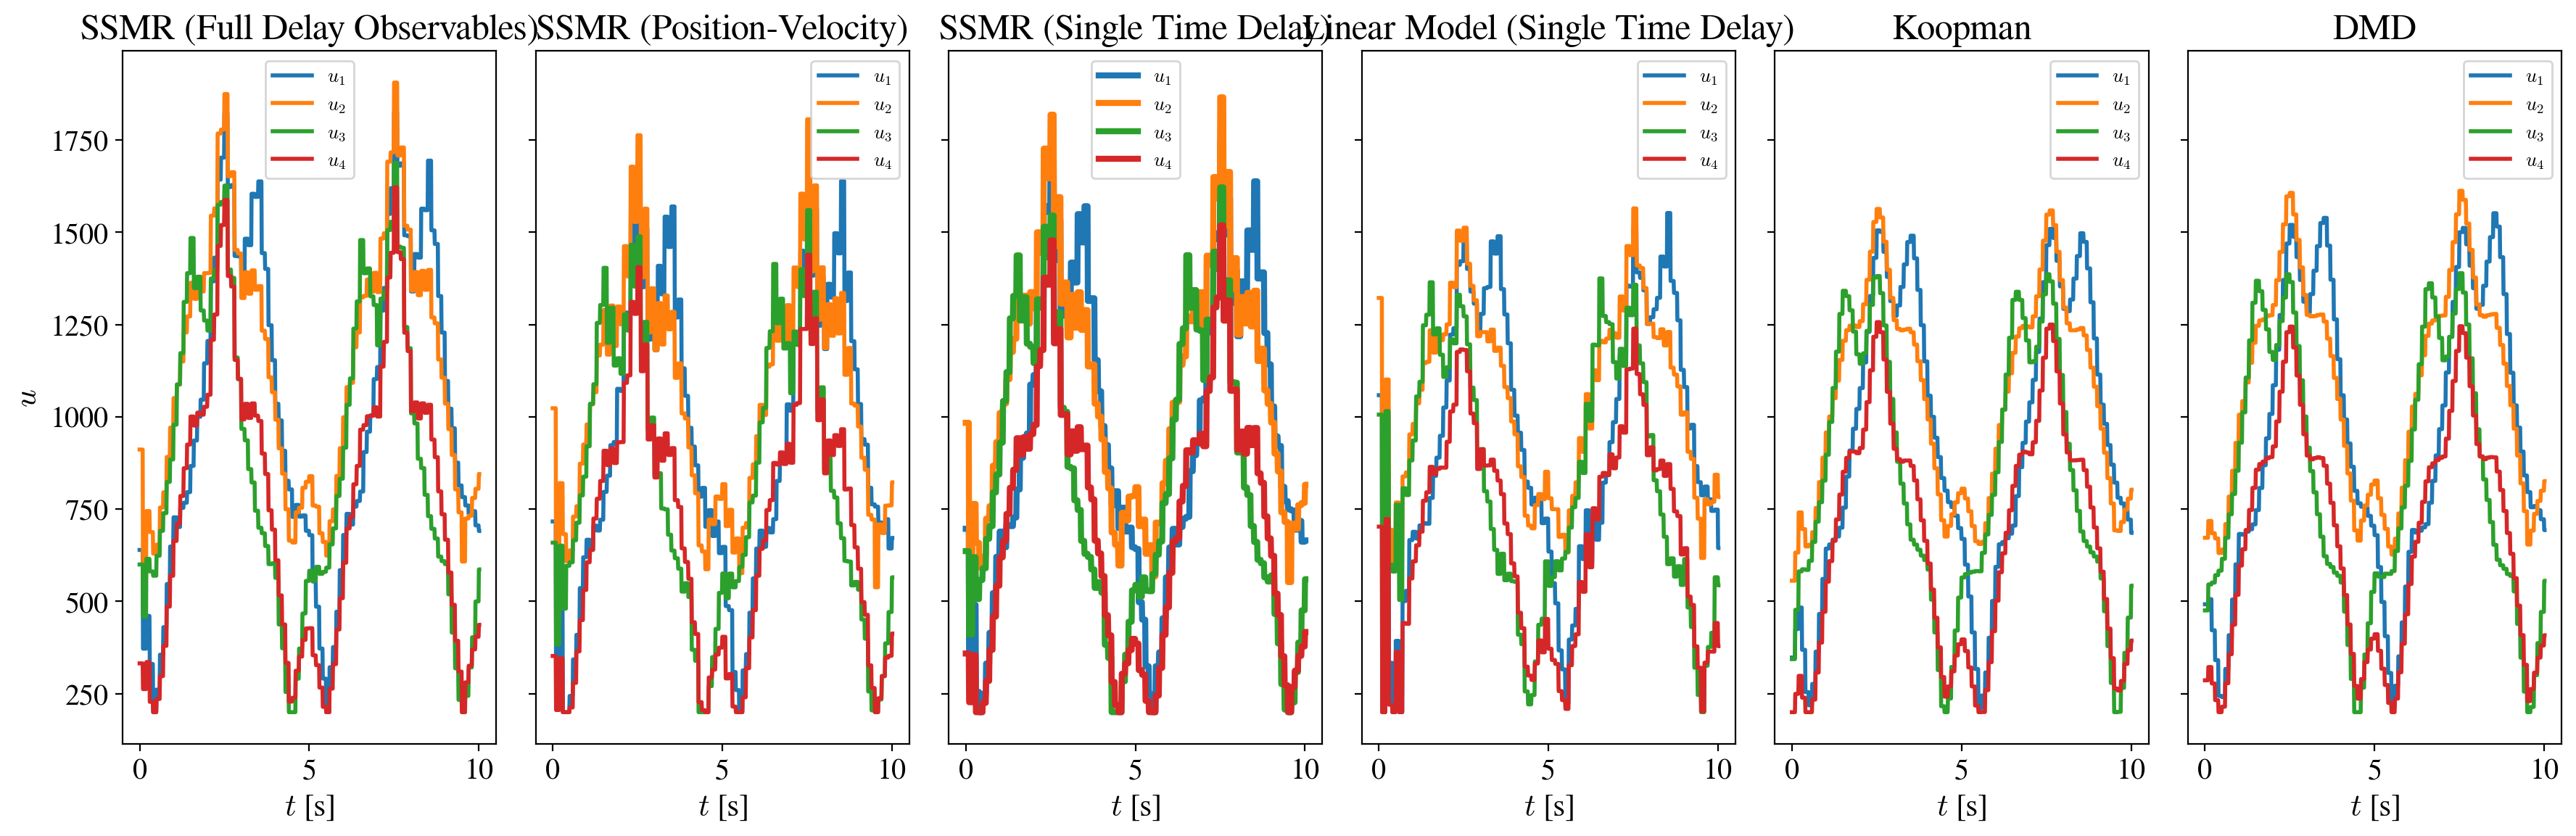 SSMR (Full Delay Observables)
SSMR (Position-Velocity)
SSMR (Single Time Delay)
Linear Model (Single Time Delay)
Koopman
DMD
u
1750
1500
1250
1000
750
500
250
u₁
u₂
u₃
u₄
u₁
u₂
u₃
u₄
u₁
u₂
u₃
u₄
u₁
u₂
u₃
u₄
u₁
u₂
u₃
u₄
u₁
u₂
u₃
u₄
0 5 10
0 5 10
0 5 10
0 5 10
0 5 10
0 5 10
t [s]
t [s]
t [s]
t [s]
t [s]
t [s]